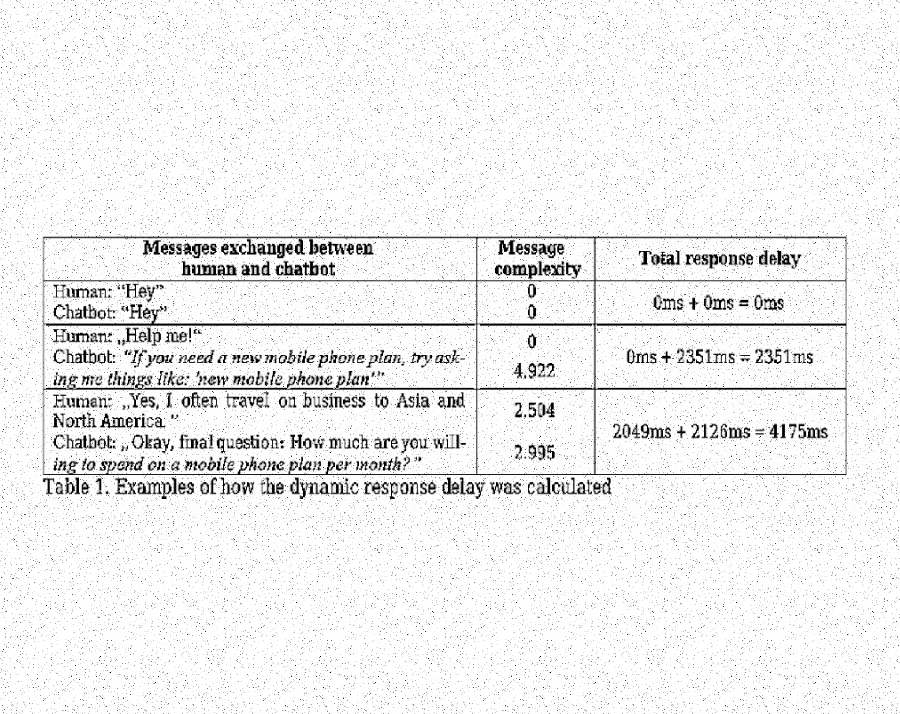 Messages exchanged between
human and chatbot
Message
complexity
Total response delay
Human: “Hey”
Chatbot: “Hey”
0
0
0ms + 0ms = 0ms
Human: „Help me!“
Chatbot: “If you need a new mobile phone plan, try ask-
ing me things like: 'new mobile phone plan'”
0
4.922
0ms + 2351ms = 2351ms
Human: „Yes, I often travel on business to Asia and
North America.”
Chatbot: „Okay, final question: How much are you will-
ing to spend on a mobile phone plan per month?”
2.504
2.995
2049ms + 2126ms = 4175ms
Table 1. Examples of how the dynamic response delay was calculated